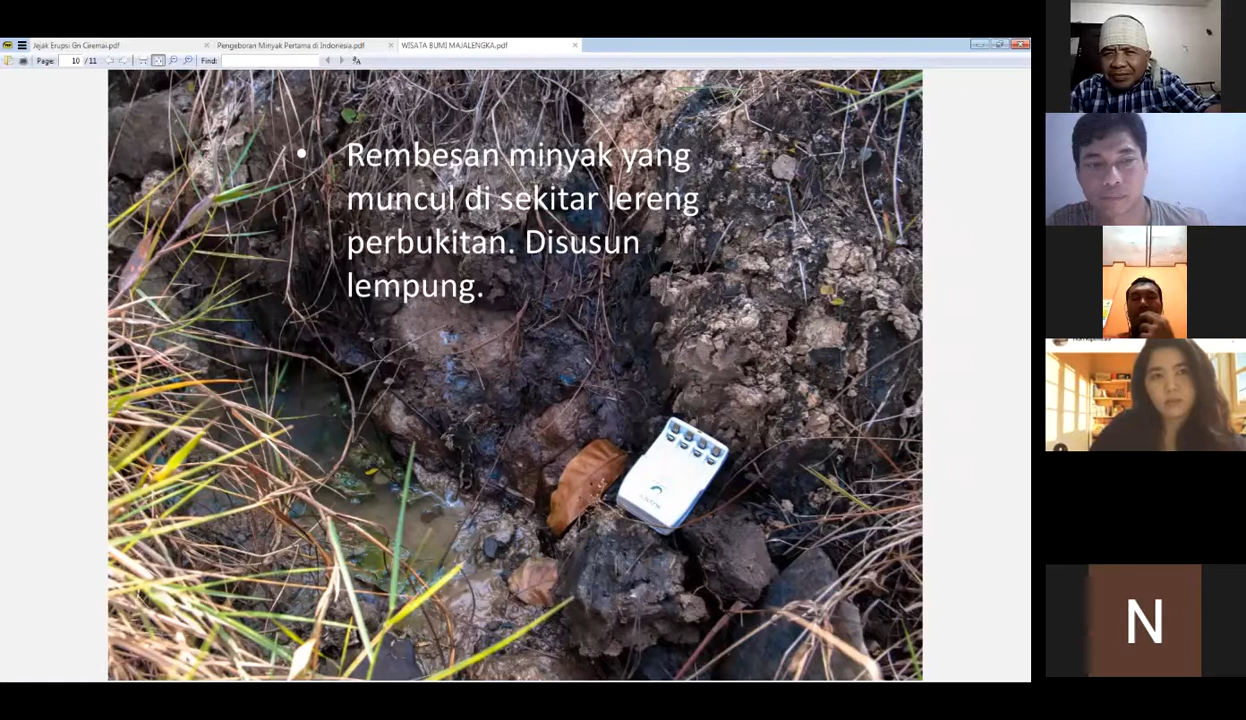 Jejak Erupsi Gn Ciremai.pdf
Pengeboran Minyak Pertama di Indonesia.pdf
WISATA BUMI MAJALENGKA.pdf
Page: 10 / 11
Find:
• Rembesan minyak yang
muncul di sekitar lereng
perbukitan. Disusun
lempung.
N